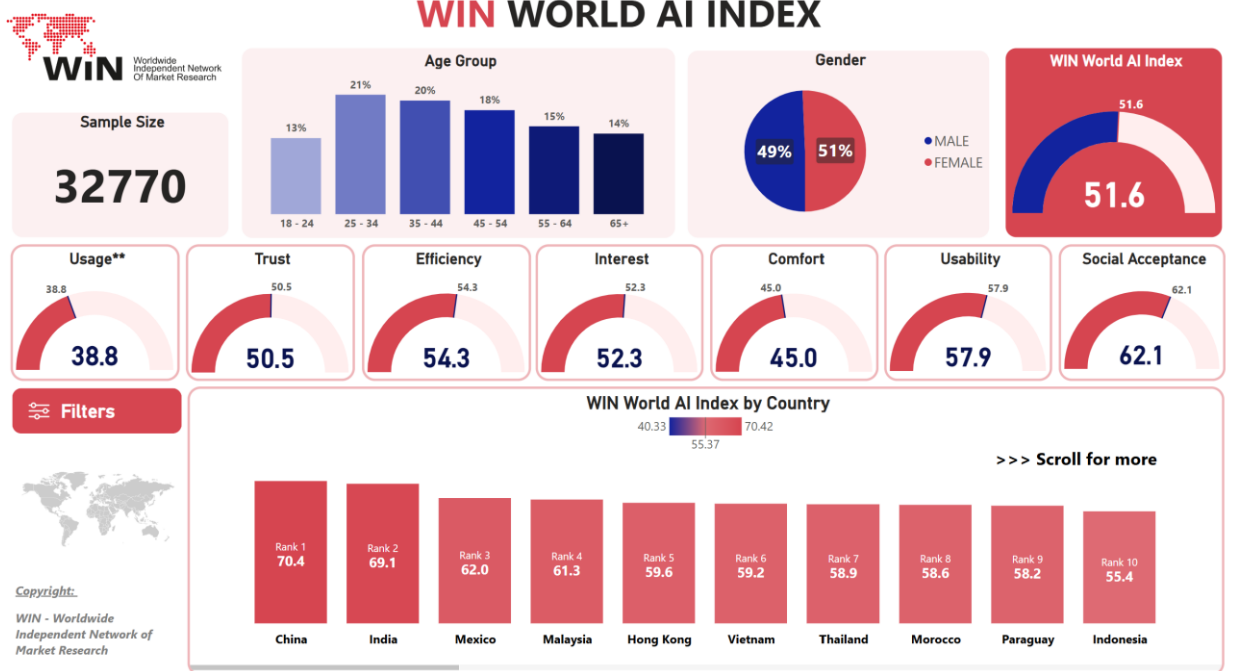 WIN WORLD AI INDEX
WiN
Worldwide
Independent Network
Of Market Research
Sample Size
32770
Age Group
13%
21%
20%
18%
15%
14%
18 - 24
25 - 34
35 - 44
45 - 54
55 - 64
65+
Gender
49%
51%
MALE
FEMALE
WIN World AI Index
51.6
51.6
Usage**
38.8
38.8
Trust
50.5
50.5
Efficiency
54.3
54.3
Interest
52.3
52.3
Comfort
45.0
45.0
Usability
57.9
57.9
Social Acceptance
62.1
62.1
Filters
Copyright:
WIN - Worldwide
Independent Network of
Market Research
WIN World AI Index by Country
40.33
70.42
55.37
>>> Scroll for more
Rank 1
70.4
China
Rank 2
69.1
India
Rank 3
62.0
Mexico
Rank 4
61.3
Malaysia
Rank 5
59.6
Hong Kong
Rank 6
59.2
Vietnam
Rank 7
58.9
Thailand
Rank 8
58.6
Morocco
Rank 9
58.2
Paraguay
Rank 10
55.4
Indonesia